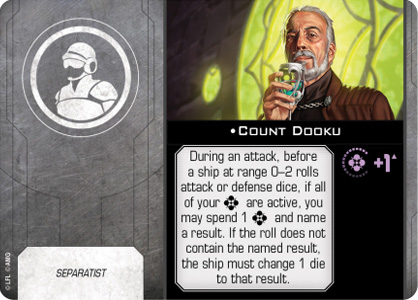 • COUNT DOOKU
During an attack, before
a ship at range 0–2 rolls
attack or defense dice, if all
of your are active, you
may spend 1 and name
a result. If the roll does not
contain the named result,
the ship must change 1 die
to that result.
+1
SEPARATIST
© LFL © AMG